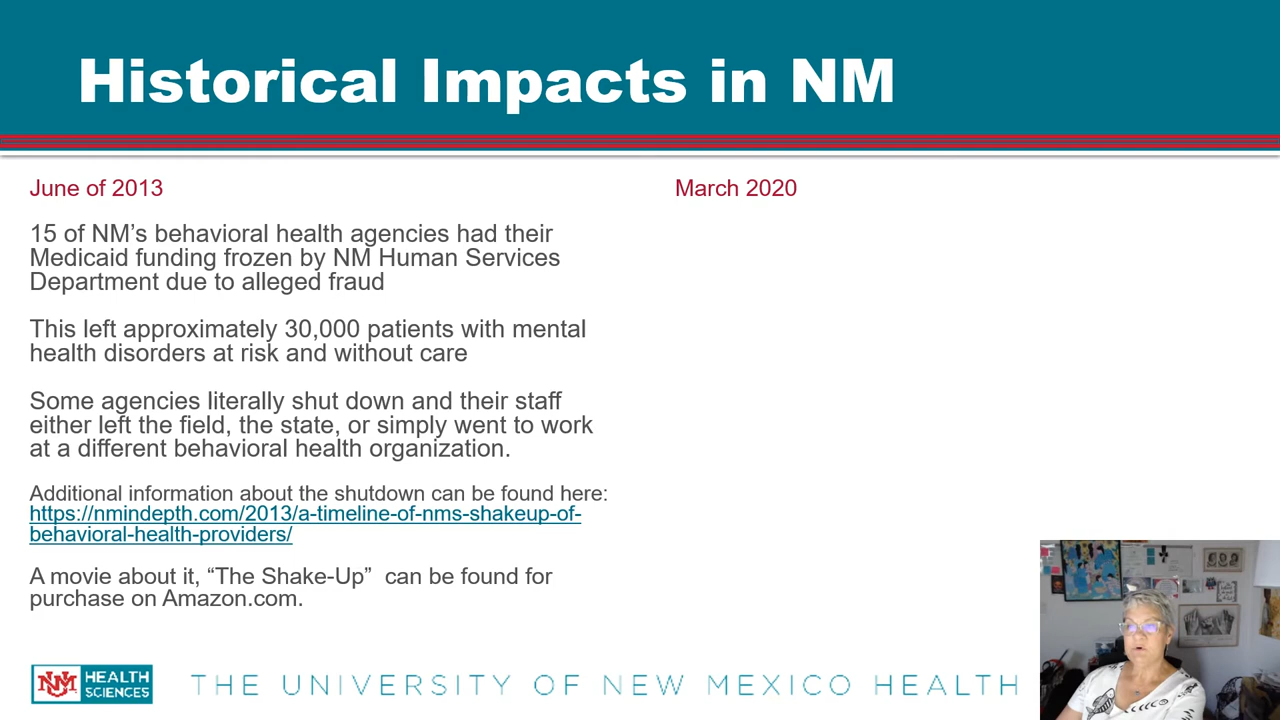 Historical Impacts in NM
June of 2013
15 of NM’s behavioral health agencies had their
Medicaid funding frozen by NM Human Services
Department due to alleged fraud
This left approximately 30,000 patients with mental
health disorders at risk and without care
Some agencies literally shut down and their staff
either left the field, the state, or simply went to work
at a different behavioral health organization.
Additional information about the shutdown can be found here:
https://nmindepth.com/2013/a-timeline-of-nms-shakeup-of-
behavioral-health-providers/
A movie about it, “The Shake-Up”  can be found for
purchase on Amazon.com.
March 2020
UNM HEALTH
SCIENCES
THE UNIVERSITY OF NEW MEXICO HEALTH